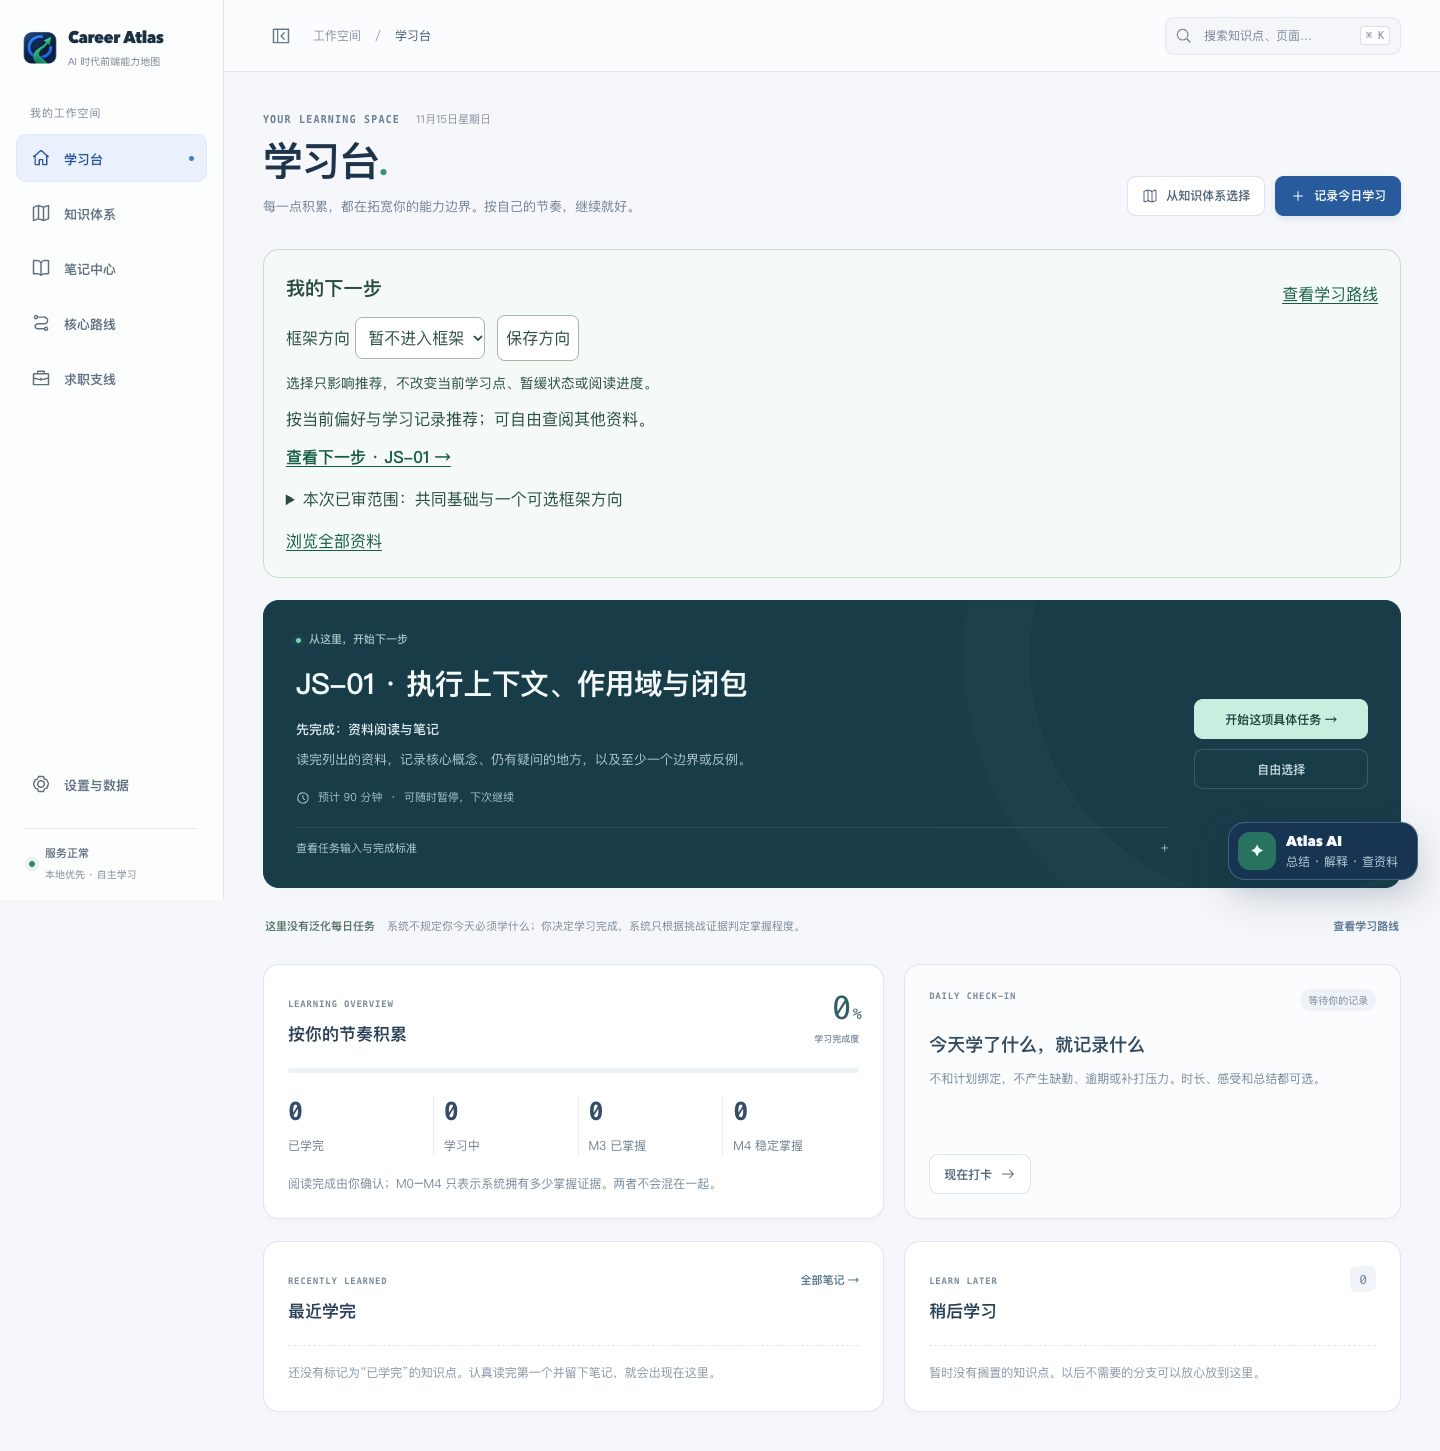 Career Atlas
AI 时代前端能力地图
我的工作空间
学习台
知识体系
笔记中心
核心路线
求职支线
设置与数据
服务正常
本地优先 · 自主学习
工作空间 / 学习台
搜索知识点、页面... ⌘ K
YOUR LEARNING SPACE 11月15日星期日
学习台.
每一点积累，都在拓宽你的能力边界。按自己的节奏，继续就好。
从知识体系选择
记录今日学习
我的下一步
查看学习路线
框架方向 暂不进入框架 保存方向
选择只影响推荐，不改变当前学习点、暂缓状态或阅读进度。
按当前偏好与学习记录推荐；可自由查阅其他资料。
查看下一步 · JS-01 →
▶ 本次已审范围：共同基础与一个可选框架方向
浏览全部资料
从这里，开始下一步
JS-01 · 执行上下文、作用域与闭包
先完成：资料阅读与笔记
读完列出的资料，记录核心概念、仍有疑问的地方，以及至少一个边界或反例。
预计 90 分钟 · 可随时暂停，下次继续
查看任务输入与完成标准 +
开始这项具体任务 →
自由选择
Atlas AI
总结 · 解释 · 查资料
这里没有泛化每日任务 系统不规定你今天必须学什么；你决定学习完成，系统只根据挑战证据判定掌握程度。
查看学习路线
LEARNING OVERVIEW
按你的节奏积累
0%
学习完成度
0 0 0 0
已学完 学习中 M3 已掌握 M4 稳定掌握
阅读完成由你确认；M0—M4 只表示系统拥有多少掌握证据。两者不会混在一起。
DAILY CHECK-IN
等待你的记录
今天学了什么，就记录什么
不和计划绑定，不产生缺勤、逾期或补打压力。时长、感受和总结都可选。
现在打卡 →
RECENTLY LEARNED
最近学完
全部笔记 →
还没有标记为“已学完”的知识点。认真读完第一个并留下笔记，就会出现在这里。
LEARN LATER
稍后学习
0
暂时没有搁置的知识点。以后不需要的分支可以放心放到这里。